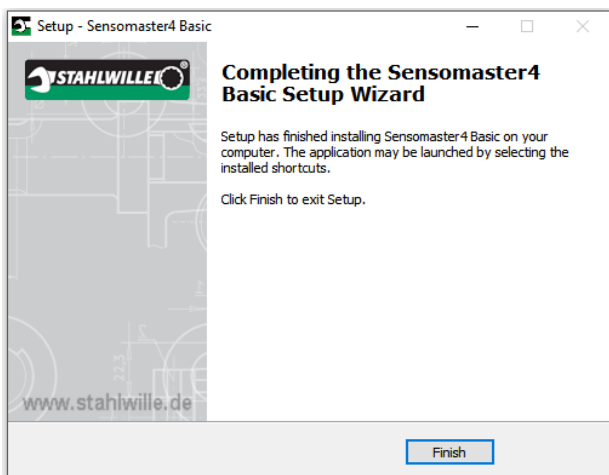 Setup - Sensomaster4 Basic
STAHLWILLE®
Completing the Sensomaster4
Basic Setup Wizard
Setup has finished installing Sensomaster4 Basic on your
computer. The application may be launched by selecting the
installed shortcuts.
Click Finish to exit Setup.
22,5
www.stahlwille.de
Finish